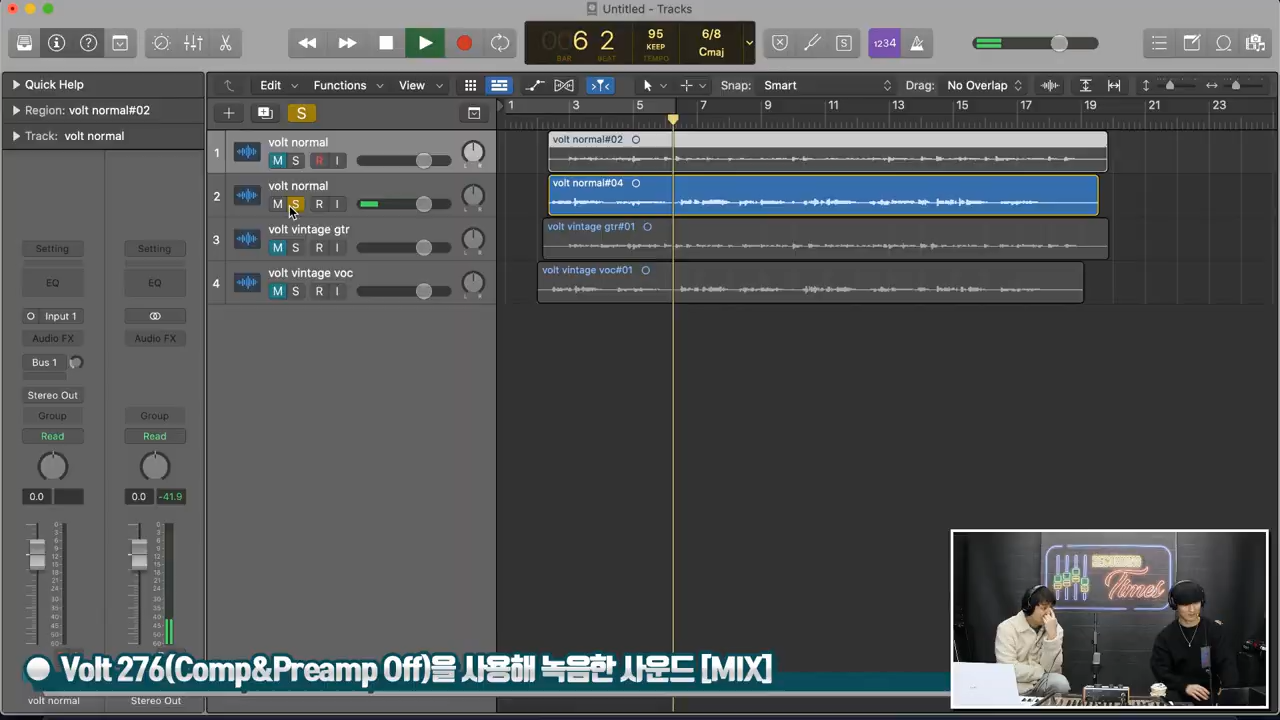 Untitled - Tracks
6 2
BAR
BEAT
95
KEEP
TEMPO
6/8
Cmaj
S
1234
Quick Help
Region: volt normal#02
Track: volt normal
Edit
Functions
View
Snap: Smart
Drag: No Overlap
S
1 3 5 7 9 11 13 15 17 19 21 23
1
volt normal
M S R I
L R
volt normal#02
2
volt normal
M S R I
L R
volt normal#04
3
volt vintage gtr
M S R I
L R
volt vintage gtr#01
4
volt vintage voc
M S R I
L R
volt vintage voc#01
Setting Setting
EQ EQ
Input 1
Audio FX Audio FX
Bus 1
Stereo Out
Group Group
Read Read
0.0 0.0 -41.9
Times
Volt 276(Comp&Preamp Off)을 사용해 녹음한 사운드 [MIX]
volt normal Stereo Out